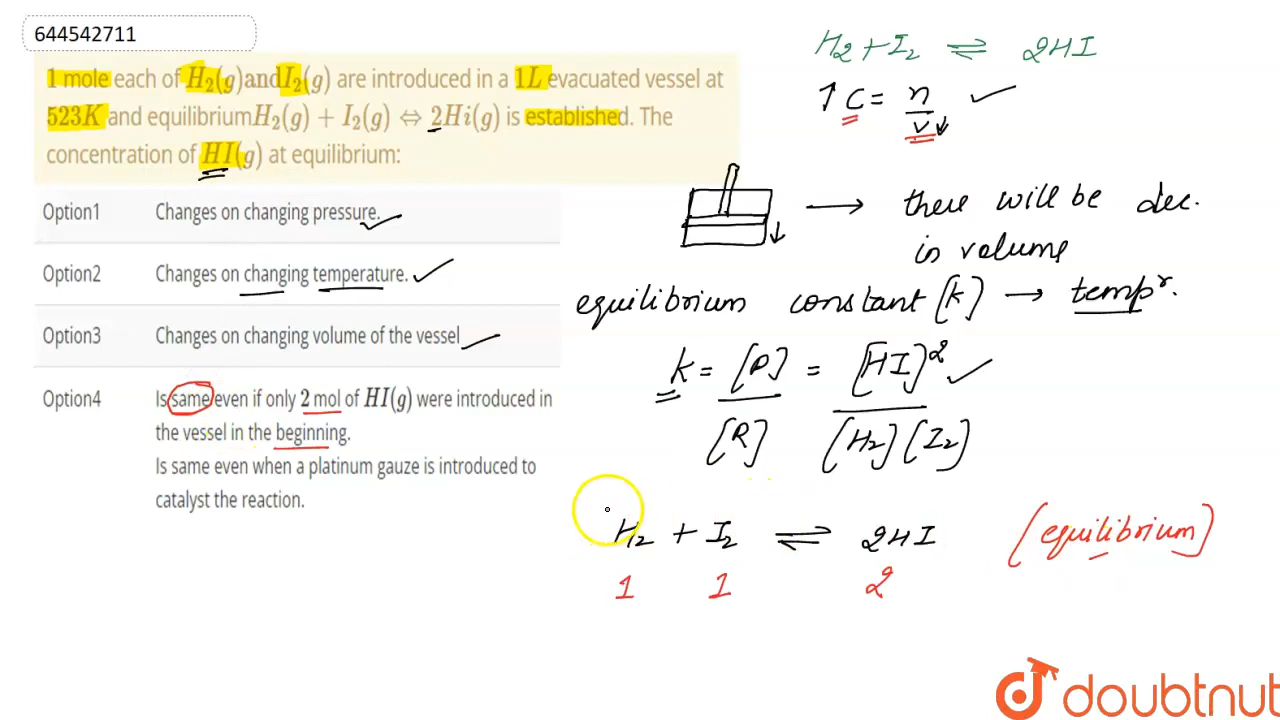 644542711
1 mole each of H₂(g)andI₂(g) are introduced in a 1L evacuated vessel at
523K and equilibriumH₂(g) + I₂(g) ⇔ 2Hi(g) is established. The
concentration of HI(g) at equilibrium:
Option1 Changes on changing pressure.
Option2 Changes on changing temperature.
Option3 Changes on changing volume of the vessel
Option4 Is same even if only 2 mol of HI(g) were introduced in
the vessel in the beginning.
Is same even when a platinum gauze is introduced to
catalyst the reaction.
H₂ + I₂ ⇌ 2HI
↑ C = n
v↓
→ there will be dec.
in volume
equilibrium constant [k] → tempʳ.
k = [P] = [HI]²
[R] [H₂][I₂]
H₂ + I₂ ⇌ 2HI [equilibrium]
1 1 2
doubtnut